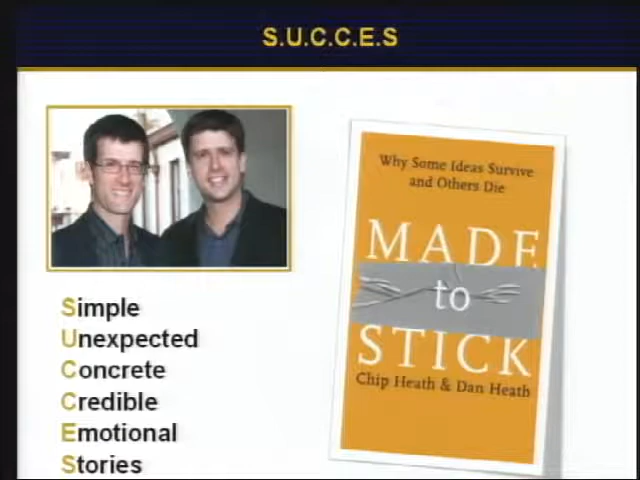 S.U.C.C.E.S
Simple
Unexpected
Concrete
Credible
Emotional
Stories
Why Some Ideas Survive
and Others Die
MADE
to
STICK
Chip Heath & Dan Heath